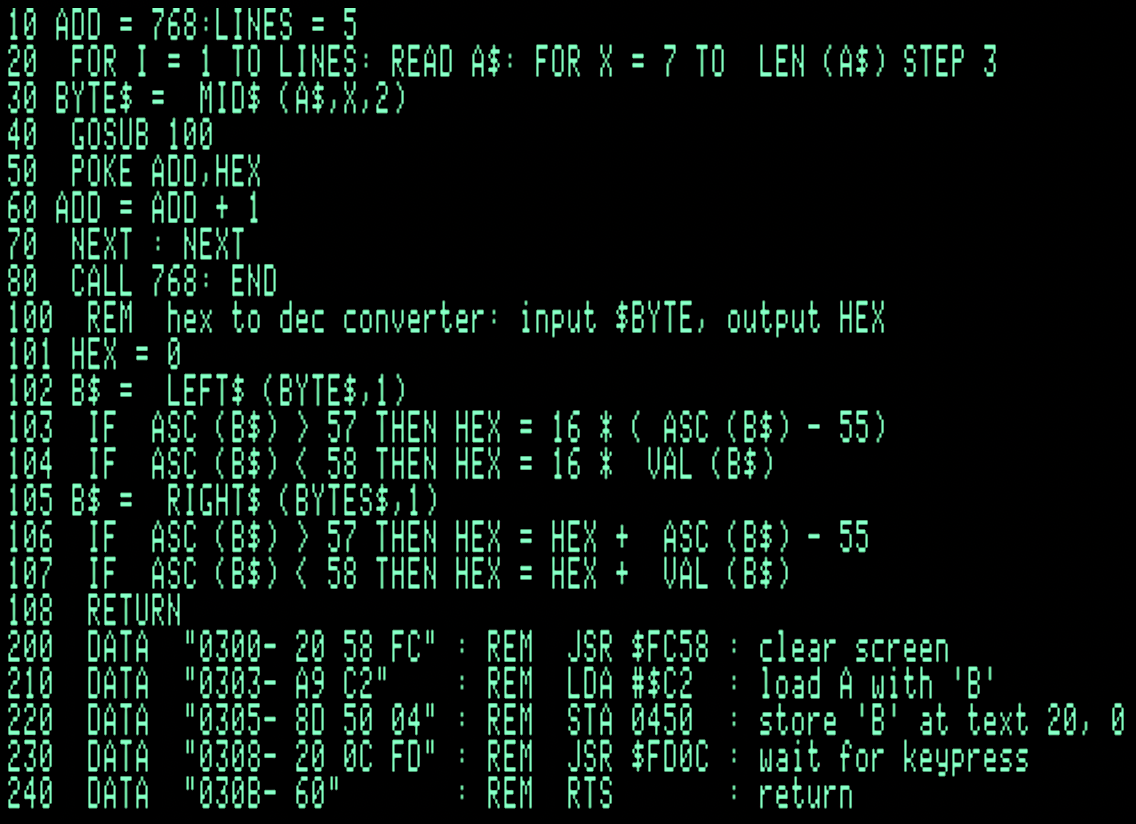 10 ADD = 768:LINES = 5
20  FOR I = 1 TO LINES: READ A$: FOR X = 7 TO  LEN (A$) STEP 3
30 BYTE$ =  MID$ (A$,X,2)
40  GOSUB 100
50  POKE ADD,HEX
60 ADD = ADD + 1
70  NEXT : NEXT
80  CALL 768: END
100  REM  hex to dec converter: input $BYTE, output HEX
101 HEX = 0
102 B$ =  LEFT$ (BYTE$,1)
103  IF  ASC (B$) > 57 THEN HEX = 16 * ( ASC (B$) - 55)
104  IF  ASC (B$) < 58 THEN HEX = 16 *  VAL (B$)
105 B$ =  RIGHT$ (BYTES$,1)
106  IF  ASC (B$) > 57 THEN HEX = HEX +  ASC (B$) - 55
107  IF  ASC (B$) < 58 THEN HEX = HEX +  VAL (B$)
108  RETURN
200  DATA  "0300- 20 58 FC" : REM  JSR $FC58 : clear screen
210  DATA  "0303- A9 C2"    : REM  LDA #$C2  : load A with 'B'
220  DATA  "0305- 8D 50 04" : REM  STA 0450  : store 'B' at text 20, 0
230  DATA  "0308- 20 0C FD" : REM  JSR $FD0C : wait for keypress
240  DATA  "030B- 60"       : REM  RTS       : return